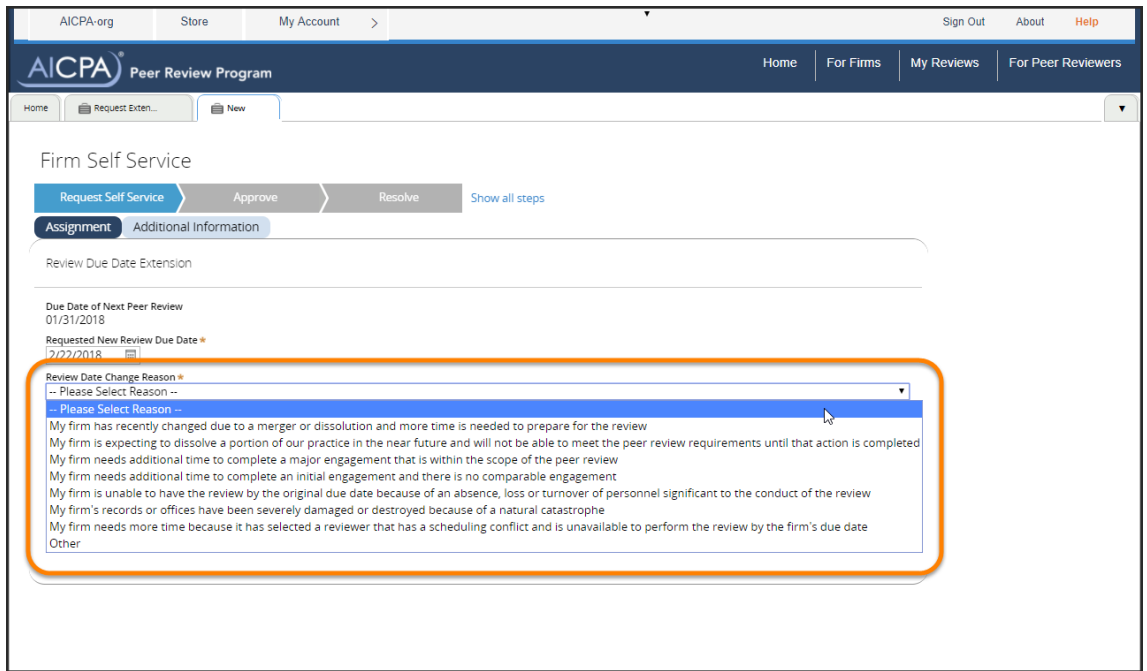 AICPA-org Store My Account > ▼ Sign Out About Help
AICPA® Peer Review Program Home For Firms My Reviews For Peer Reviewers
Home Request Exten... New ▼
Firm Self Service
Request Self Service Approve Resolve Show all steps
Assignment Additional Information
Review Due Date Extension
Due Date of Next Peer Review
01/31/2018
Requested New Review Due Date *
2/22/2018
Review Date Change Reason *
-- Please Select Reason -- ▼
-- Please Select Reason --
My firm has recently changed due to a merger or dissolution and more time is needed to prepare for the review
My firm is expecting to dissolve a portion of our practice in the near future and will not be able to meet the peer review requirements until that action is completed
My firm needs additional time to complete a major engagement that is within the scope of the peer review
My firm needs additional time to complete an initial engagement and there is no comparable engagement
My firm is unable to have the review by the original due date because of an absence, loss or turnover of personnel significant to the conduct of the review
My firm's records or offices have been severely damaged or destroyed because of a natural catastrophe
My firm needs more time because it has selected a reviewer that has a scheduling conflict and is unavailable to perform the review by the firm's due date
Other